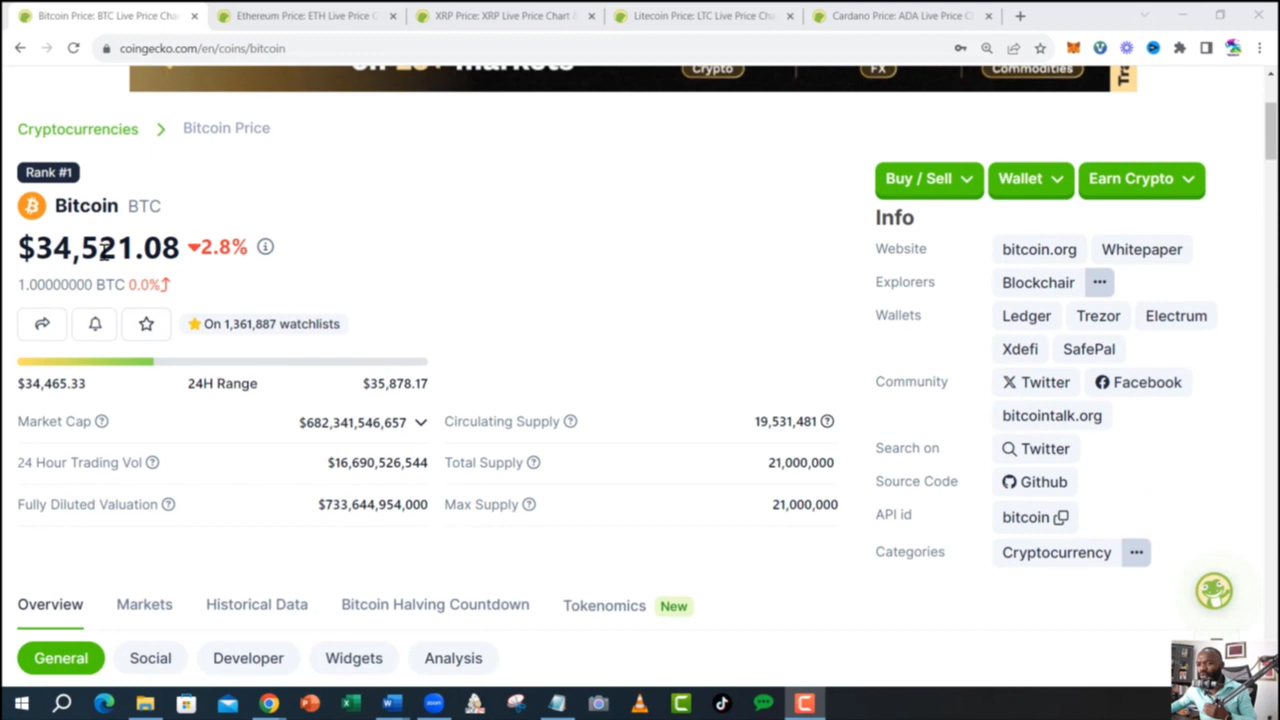 Bitcoin Price: BTC Live Price Cha
Ethereum Price: ETH Live Price C
XRP Price: XRP Live Price Chart &
Litecoin Price: LTC Live Price Cha
Cardano Price: ADA Live Price C
coingecko.com/en/coins/bitcoin
Crypto
FX
Commodities
Cryptocurrencies
Bitcoin Price
Rank #1
Bitcoin BTC
$34,521.08 2.8%
1.00000000 BTC 0.0%
On 1,361,887 watchlists
$34,465.33 24H Range $35,878.17
Market Cap $682,341,546,657
24 Hour Trading Vol $16,690,526,544
Fully Diluted Valuation $733,644,954,000
Circulating Supply 19,531,481
Total Supply 21,000,000
Max Supply 21,000,000
Buy / Sell
Wallet
Earn Crypto
Info
Website bitcoin.org Whitepaper
Explorers Blockchair
Wallets Ledger Trezor Electrum
Xdefi SafePal
Community Twitter Facebook
bitcointalk.org
Search on Twitter
Source Code Github
API id bitcoin
Categories Cryptocurrency
Overview Markets Historical Data Bitcoin Halving Countdown Tokenomics New
General Social Developer Widgets Analysis